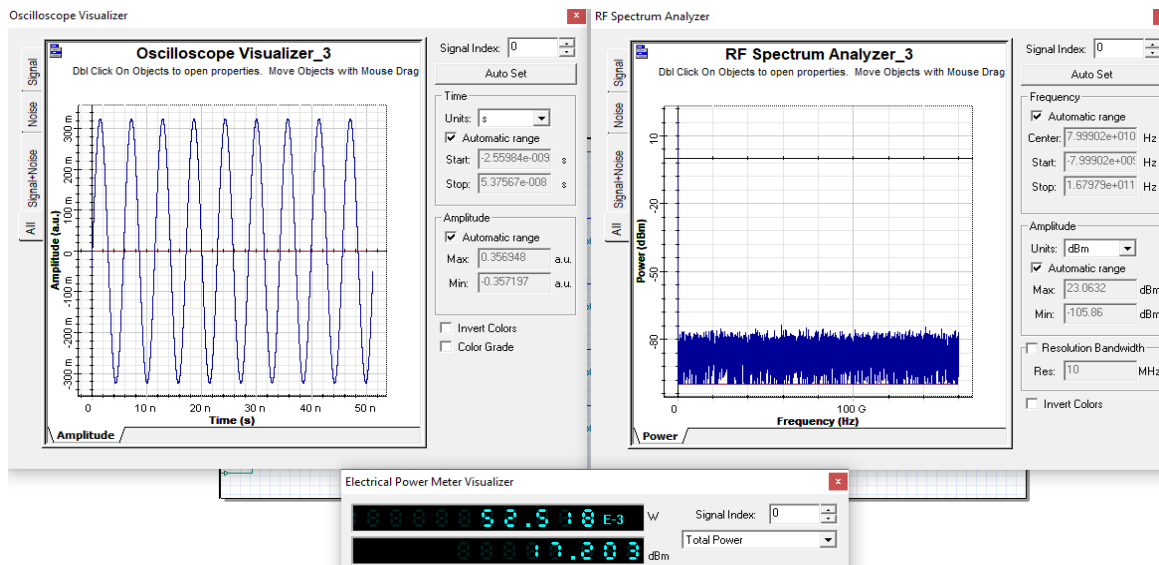 Oscilloscope Visualizer
x
Oscilloscope Visualizer_3
Dbl Click On Objects to open properties. Move Objects with Mouse Drag
Signal
Noise
Signal+Noise
All
Amplitude (a.u.)
300 m
200 m
100 m
0
-100 m
-200 m
-300 m
0 10 n 20 n 30 n 40 n 50 n
Time (s)
Amplitude
Signal Index: 0
Auto Set
Time
Units: s
Automatic range
Start: -2.55984e-009 s
Stop: 5.37567e-008 s
Amplitude
Automatic range
Max: 0.356948 a.u.
Min: -0.357197 a.u.
Invert Colors
Color Grade
RF Spectrum Analyzer
RF Spectrum Analyzer_3
Dbl Click On Objects to open properties. Move Objects with Mouse Drag
Signal
Noise
Signal+Noise
All
Power (dBm)
10
-20
-50
-80
0 100 G
Frequency (Hz)
Power
Signal Index: 0
Auto Set
Frequency
Automatic range
Center: 7.99902e+010 Hz
Start: -7.99902e+009 Hz
Stop: 1.67979e+011 Hz
Amplitude
Units: dBm
Automatic range
Max: 23.0632 dBm
Min: -105.86 dBm
Resolution Bandwidth
Res: 10 MHz
Invert Colors
Electrical Power Meter Visualizer
x
52.518 E-3 W
17.203 dBm
Signal Index: 0
Total Power